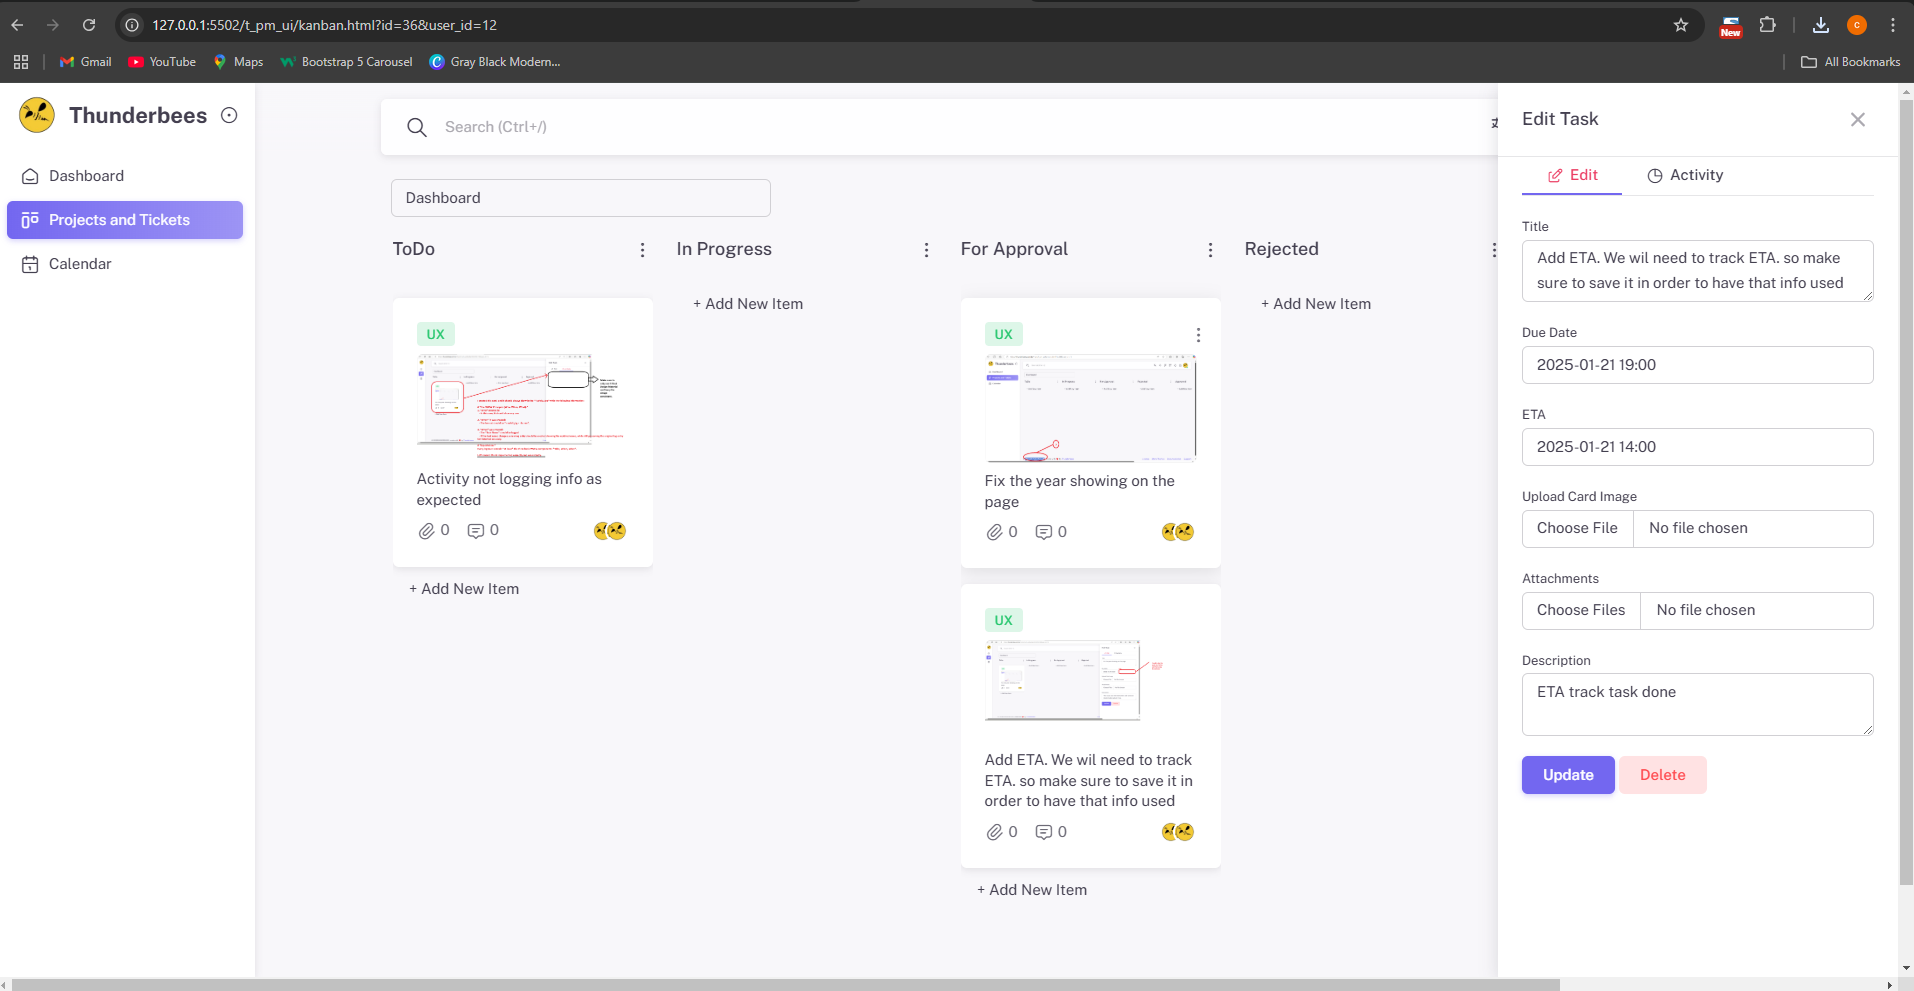 127.0.0.1:5502/t_pm_ui/kanban.html?id=36&user_id=12
New
C
Gmail
YouTube
Maps
Bootstrap 5 Carousel
Gray Black Modern...
All Bookmarks
Thunderbees
Dashboard
Projects and Tickets
Calendar
Search (Ctrl+/)
Dashboard
ToDo
UX
Activity not logging info as
expected
0
0
+ Add New Item
In Progress
+ Add New Item
For Approval
UX
Fix the year showing on the
page
0
0
UX
Add ETA. We wil need to track
ETA. so make sure to save it in
order to have that info used
0
0
+ Add New Item
Rejected
+ Add New Item
Edit Task
Edit
Activity
Title
Add ETA. We wil need to track ETA. so make
sure to save it in order to have that info used
Due Date
2025-01-21 19:00
ETA
2025-01-21 14:00
Upload Card Image
Choose File
No file chosen
Attachments
Choose Files
No file chosen
Description
ETA track task done
Update
Delete